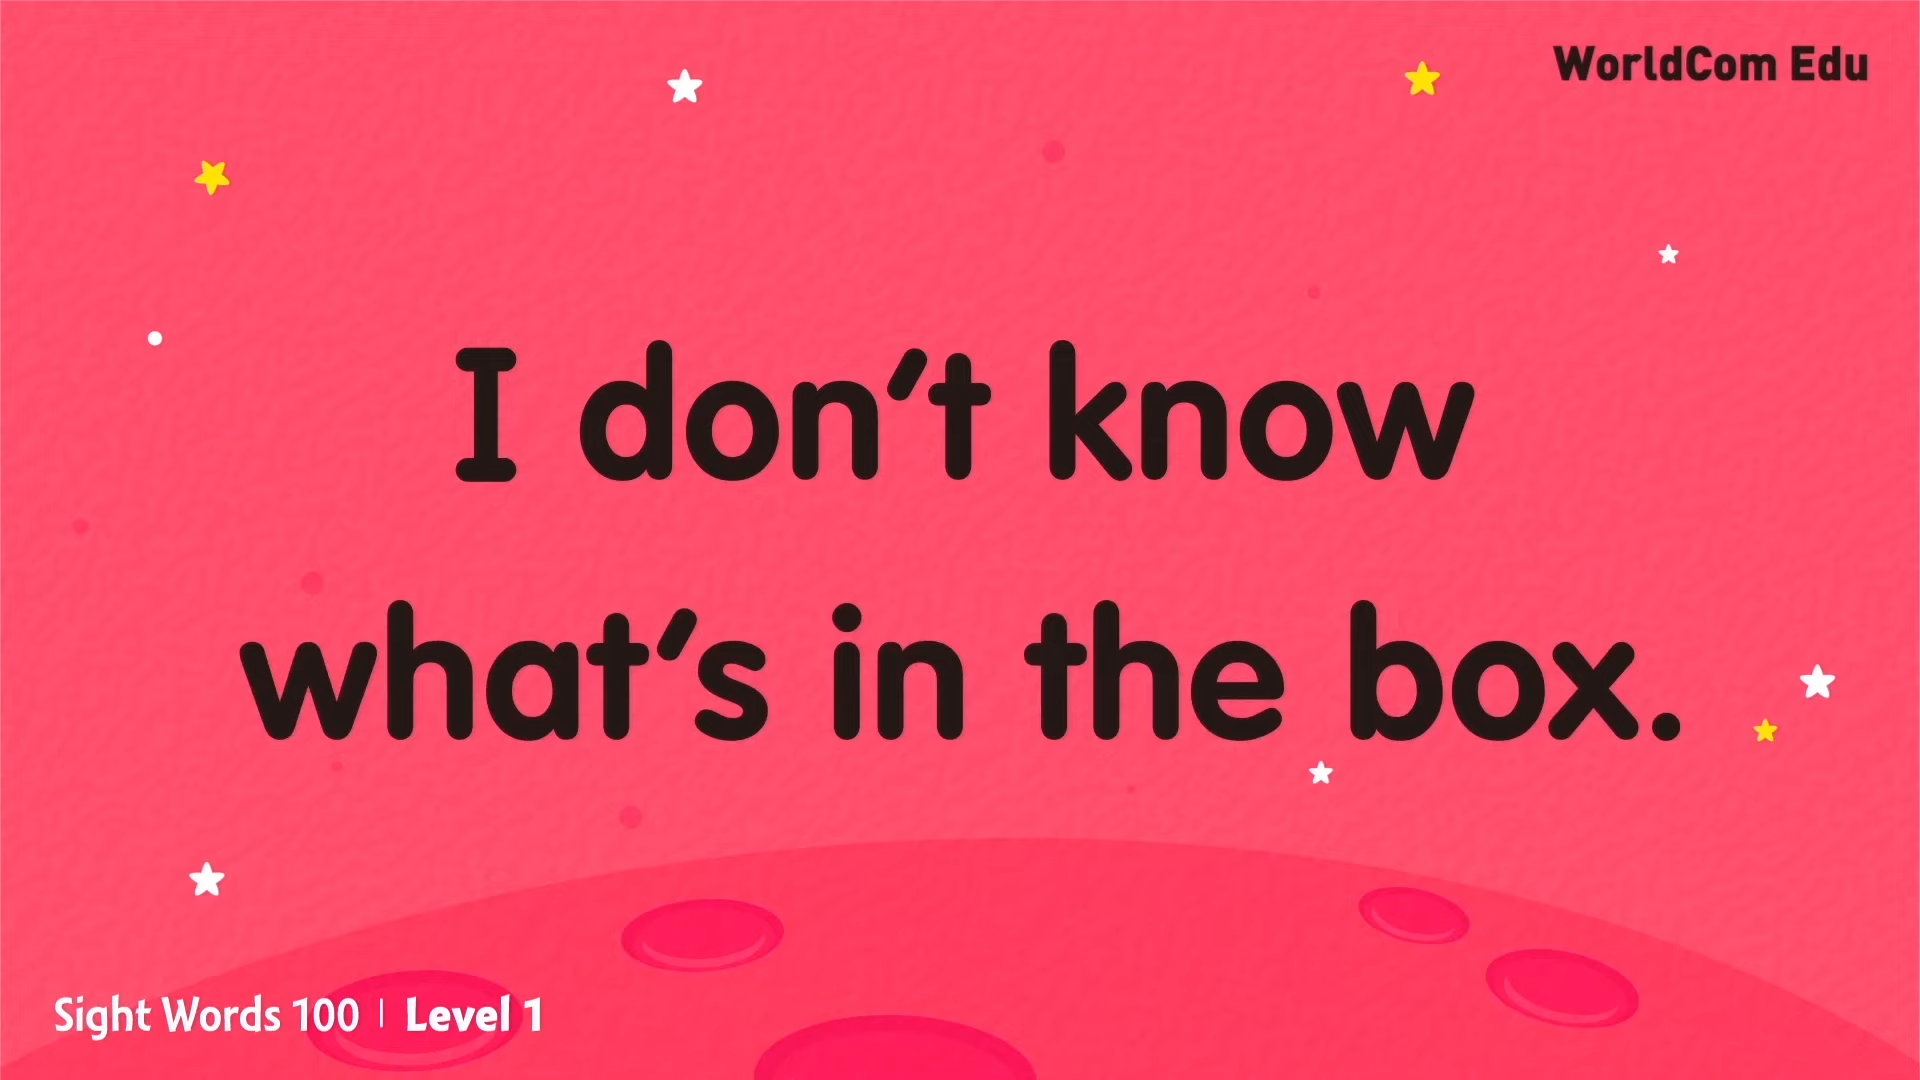 WorldCom Edu
I don't know
what's in the box.
Sight Words 100 | Level 1